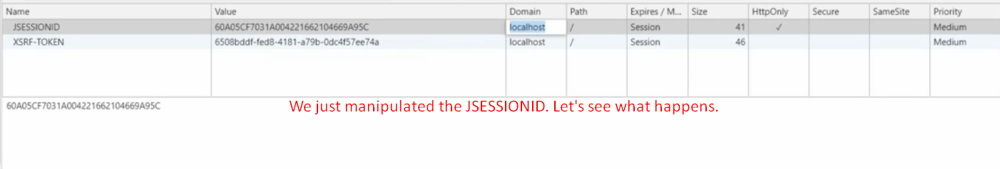 Name Value Domain Path Expires / M... Size HttpOnly Secure SameSite Priority
JSESSIONID 60A05CF7031A004221662104669A95C localhost / Session 41 ✓ Medium
XSRF-TOKEN 6508bddf-fed8-4181-a79b-0dc4f57ee74a localhost / Session 46 Medium
60A05CF7031A004221662104669A95C
We just manipulated the JSESSIONID. Let's see what happens.